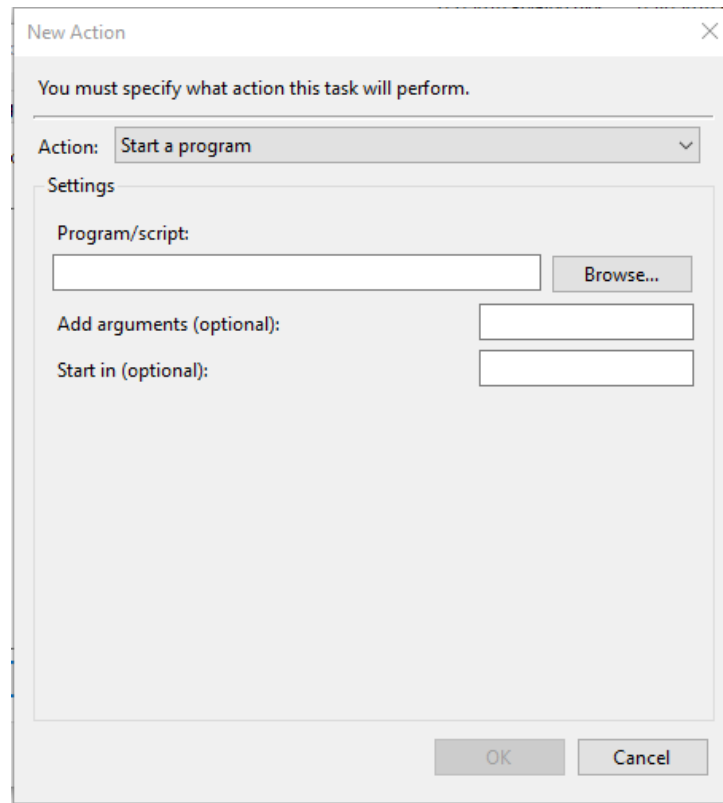 New Action
You must specify what action this task will perform.
Action: Start a program
Settings
Program/script:
Browse...
Add arguments (optional):
Start in (optional):
OK Cancel